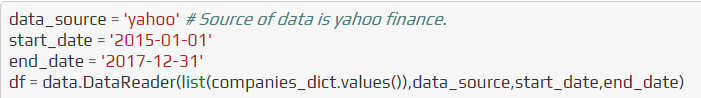 data_source = 'yahoo' # Source of data is yahoo finance.
start_date = '2015-01-01'
end_date = '2017-12-31'
df = data.DataReader(list(companies_dict.values()),data_source,start_date,end_date)